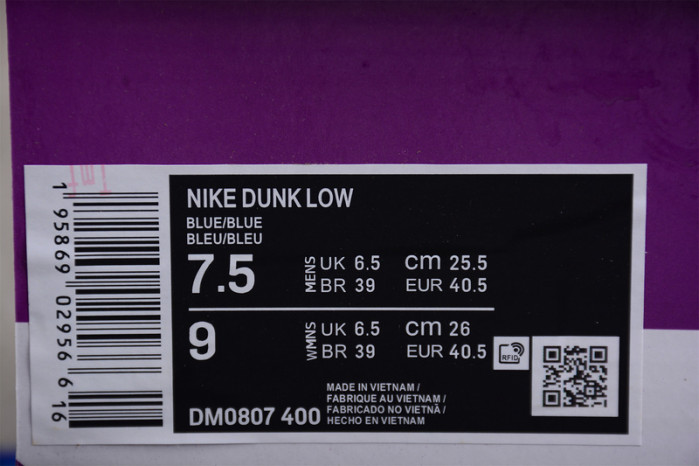 NIKE DUNK LOW
BLUE/BLUE
BLEU/BLEU
7.5 MENS UK 6.5 cm 25.5
BR 39 EUR 40.5
9 WMNS UK 6.5 cm 26
BR 39 EUR 40.5
RFID
MADE IN VIETNAM /
FABRIQUE AU VIETNAM /
FABRICADO NO VIETNÃ /
HECHO EN VIETNAM
DM0807 400
1 95869 02956 6 16